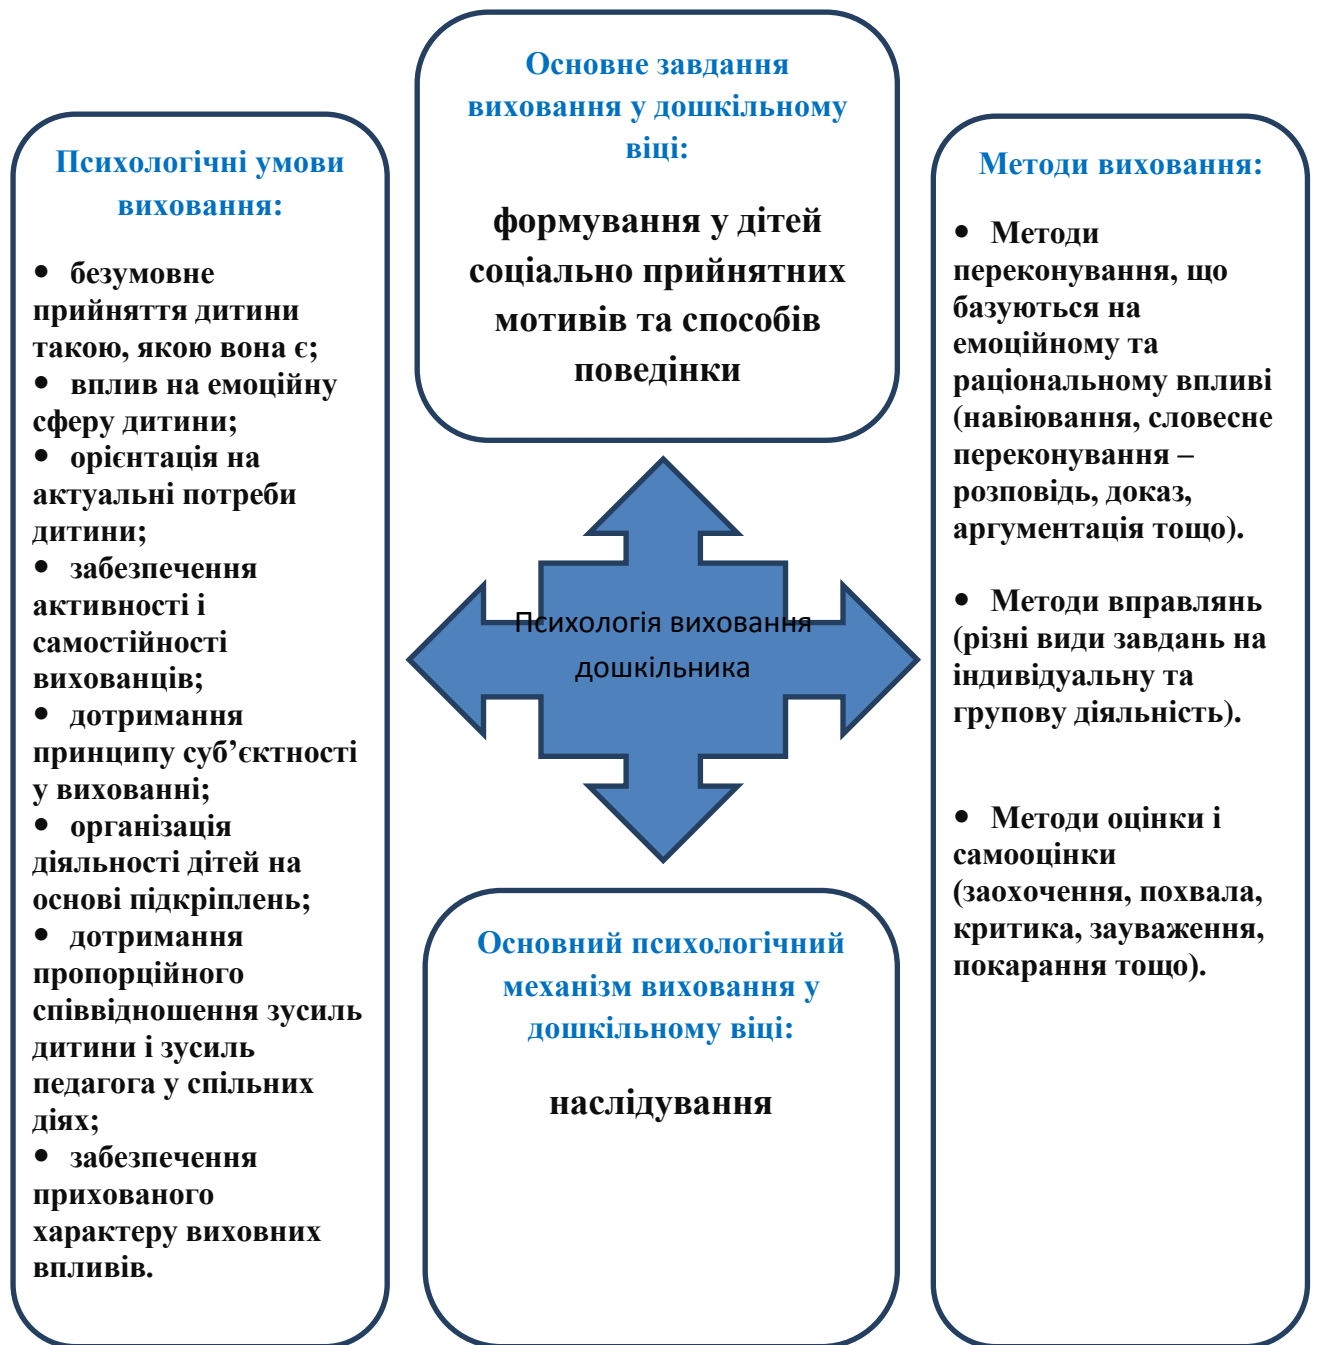 Основне завдання
виховання у дошкільному
віці:
формування у дітей
соціально прийнятних
мотивів та способів
поведінки
Психологічні умови
виховання:
• безумовне
прийняття дитини
такою, якою вона є;
• вплив на емоційну
сферу дитини;
• орієнтація на
актуальні потреби
дитини;
• забезпечення
активності і
самостійності
вихованців;
• дотримання
принципу суб’єктності
у вихованні;
• організація
діяльності дітей на
основі підкріплень;
• дотримання
пропорційного
співвідношення зусиль
дитини і зусиль
педагога у спільних
діях;
• забезпечення
прихованого
характеру виховних
впливів.
Психологія виховання
дошкільника
Методи виховання:
• Методи
переконування, що
базуються на
емоційному та
раціональному впливі
(навіювання, словесне
переконування –
розповідь, доказ,
аргументація тощо).
• Методи вправлянь
(різні види завдань на
індивідуальну та
групову діяльність).
• Методи оцінки і
самооцінки
(заохочення, похвала,
критика, зауваження,
покарання тощо).
Основний психологічний
механізм виховання у
дошкільному віці:
наслідування